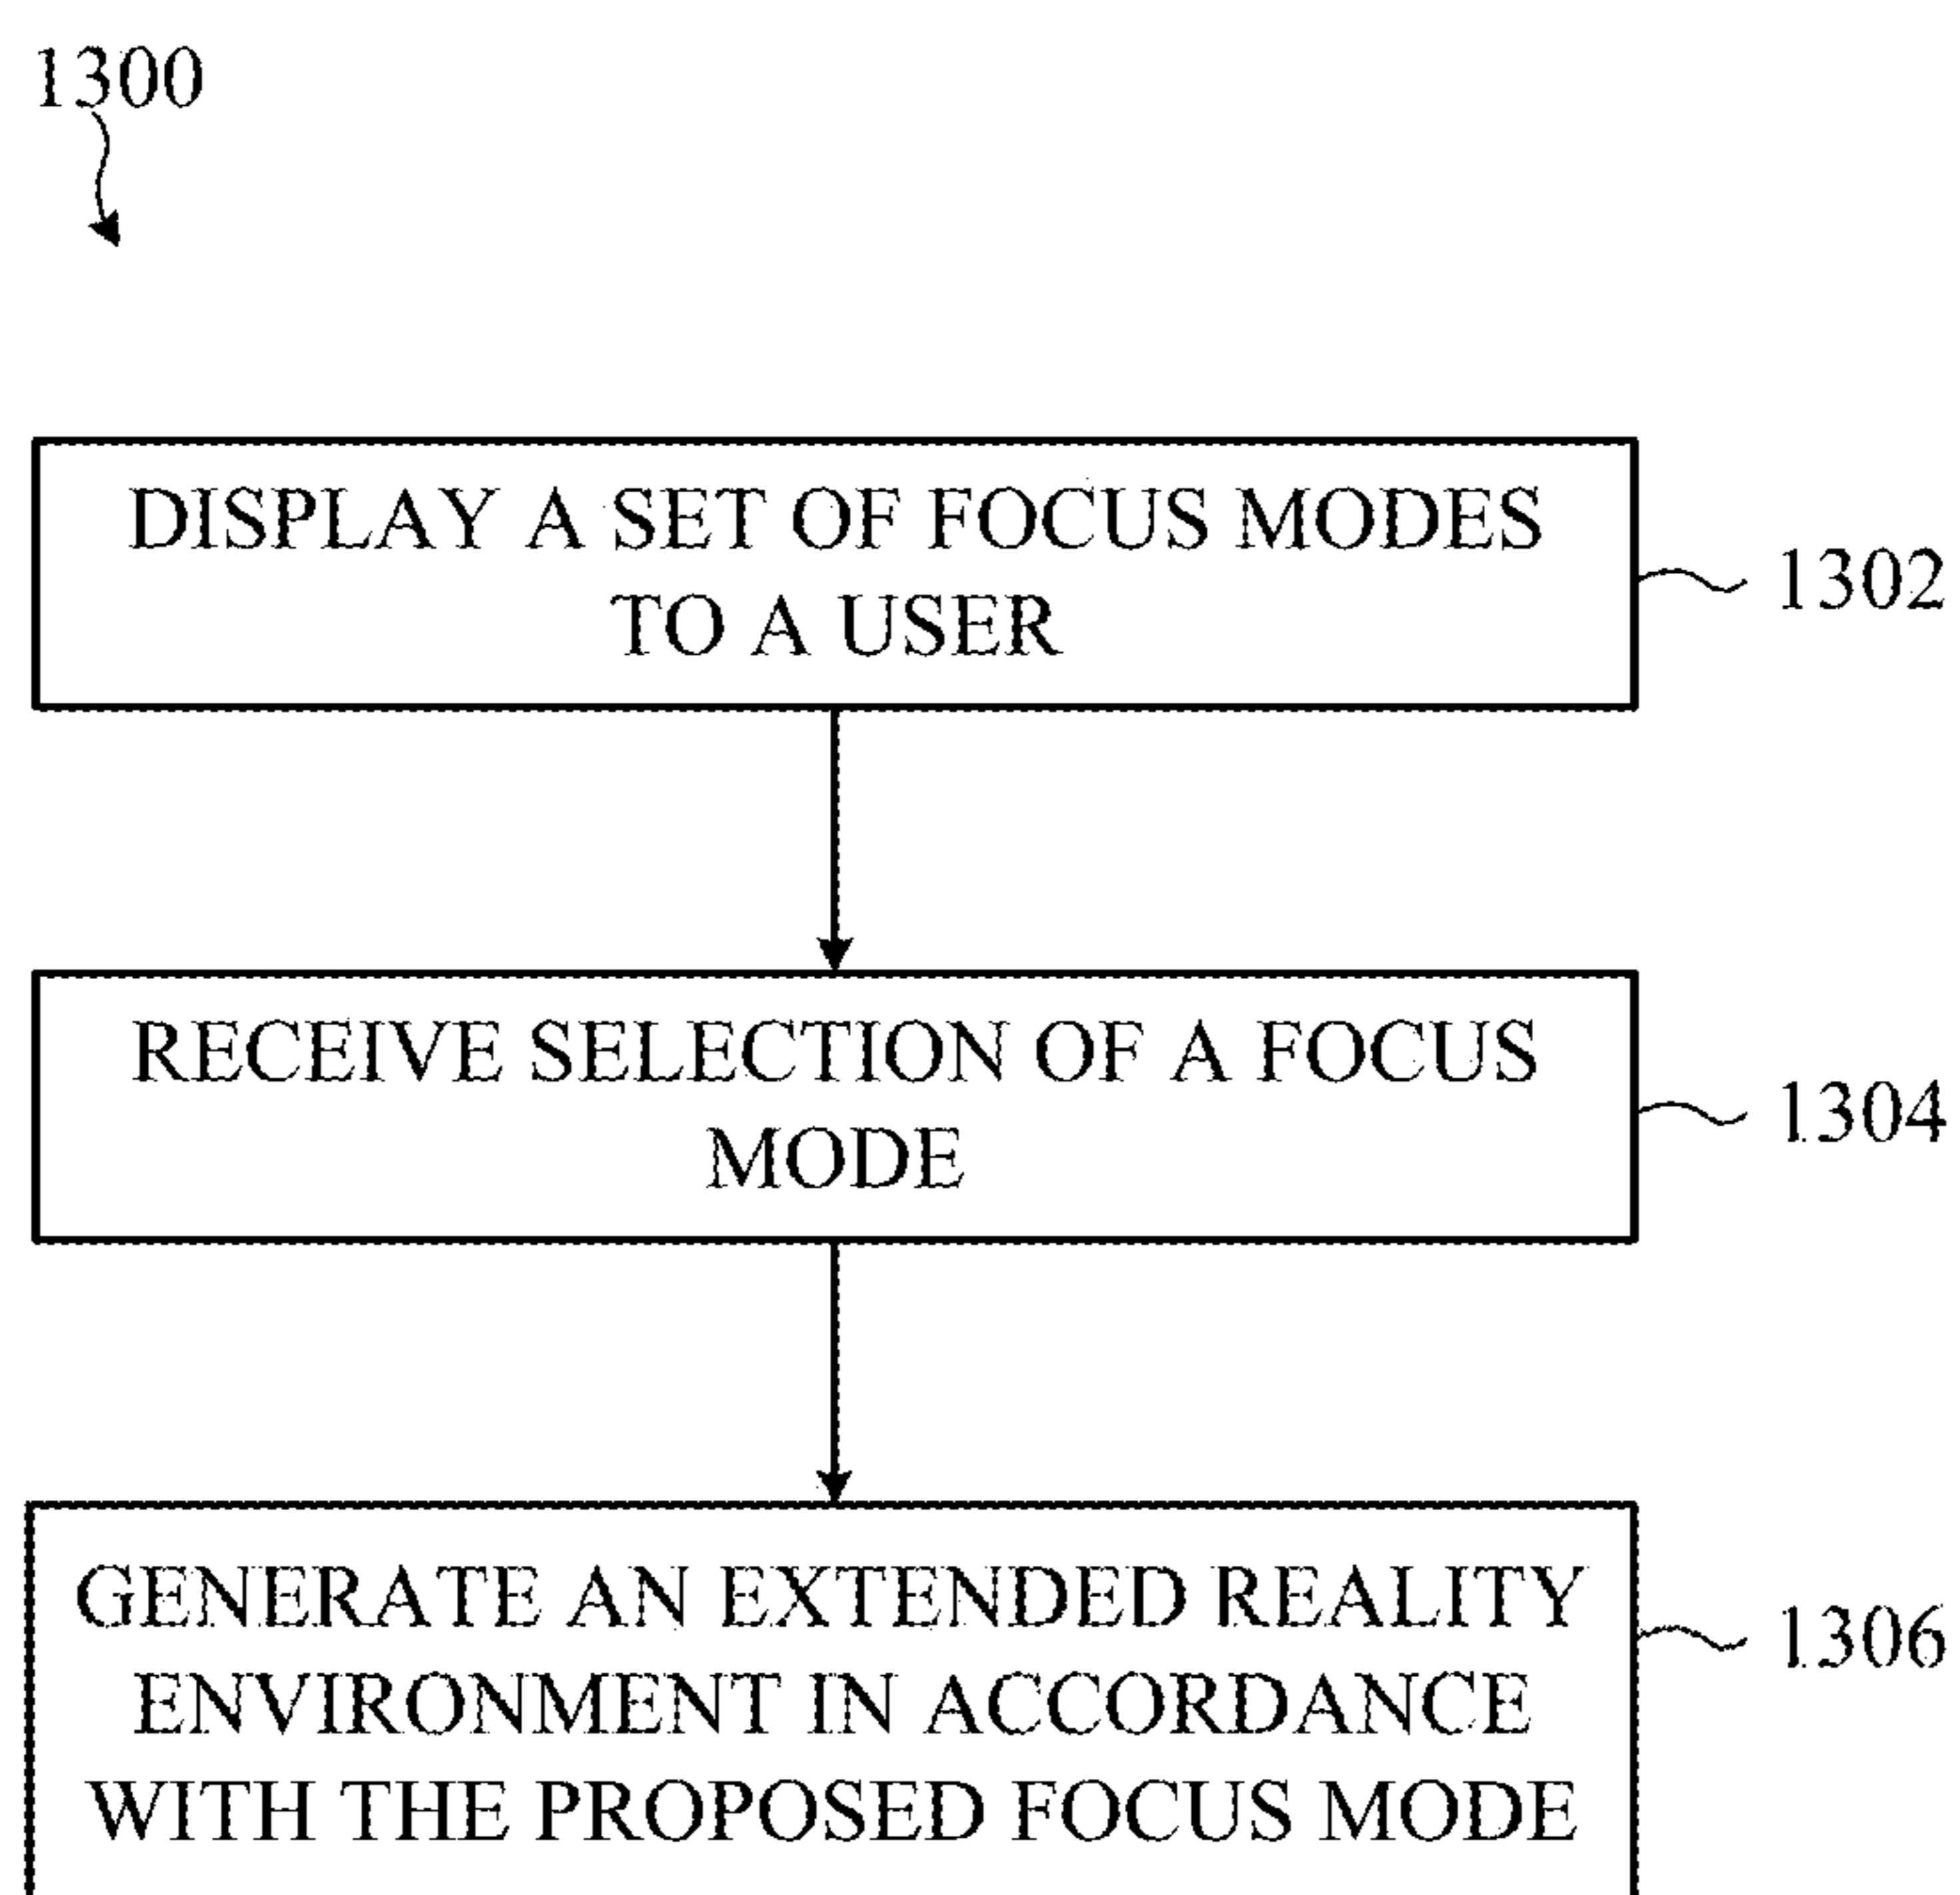 1300
DISPLAY A SET OF FOCUS MODES
TO A USER
1302
RECEIVE SELECTION OF A FOCUS
MODE
1304
GENERATE AN EXTENDED REALITY
ENVIRONMENT IN ACCORDANCE
WITH THE PROPOSED FOCUS MODE
1306